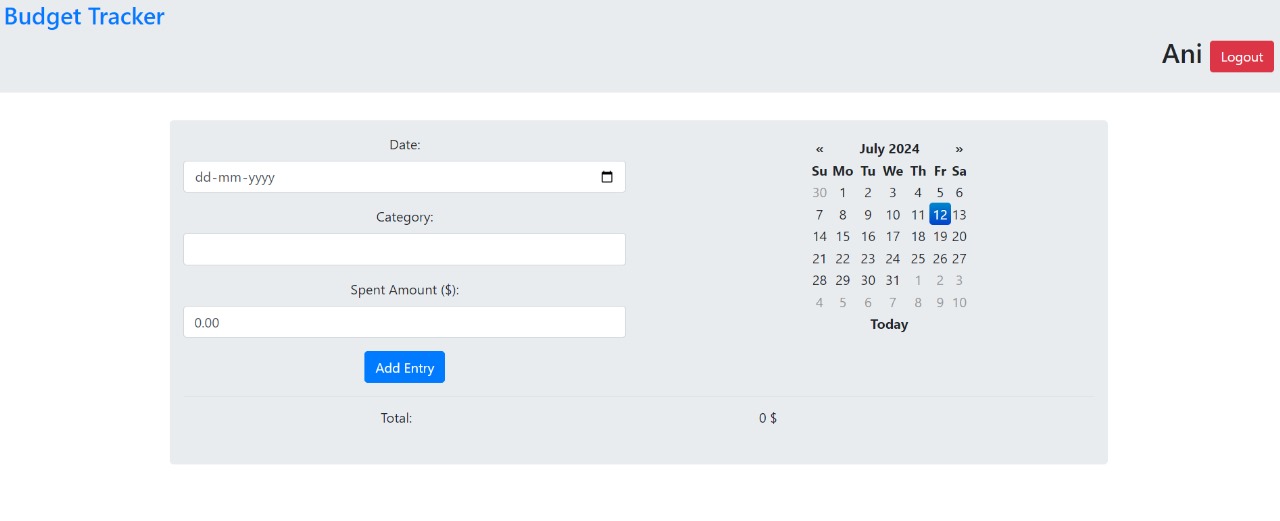 Budget Tracker
Ani Logout
Date:
dd-mm-yyyy
Category:
Spent Amount ($):
0.00
Add Entry
« July 2024 »
Su Mo Tu We Th Fr Sa
30 1 2 3 4 5 6
7 8 9 10 11 12 13
14 15 16 17 18 19 20
21 22 23 24 25 26 27
28 29 30 31 1 2 3
4 5 6 7 8 9 10
Today
Total: 0 $